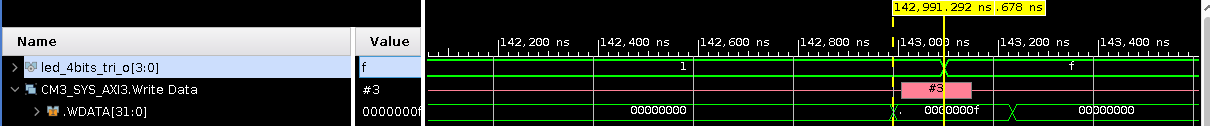 142,991.292 ns .678 ns
Name Value 142,200 ns 142,400 ns 142,600 ns 142,800 ns 143,000 ns 143,200 ns 143,400 ns
led_4bits_tri_o[3:0] f 1 f
CM3_SYS_AXI3.Write Data #3 #3
.WDATA[31:0] 0000000f 00000000 . 0000000f 00000000